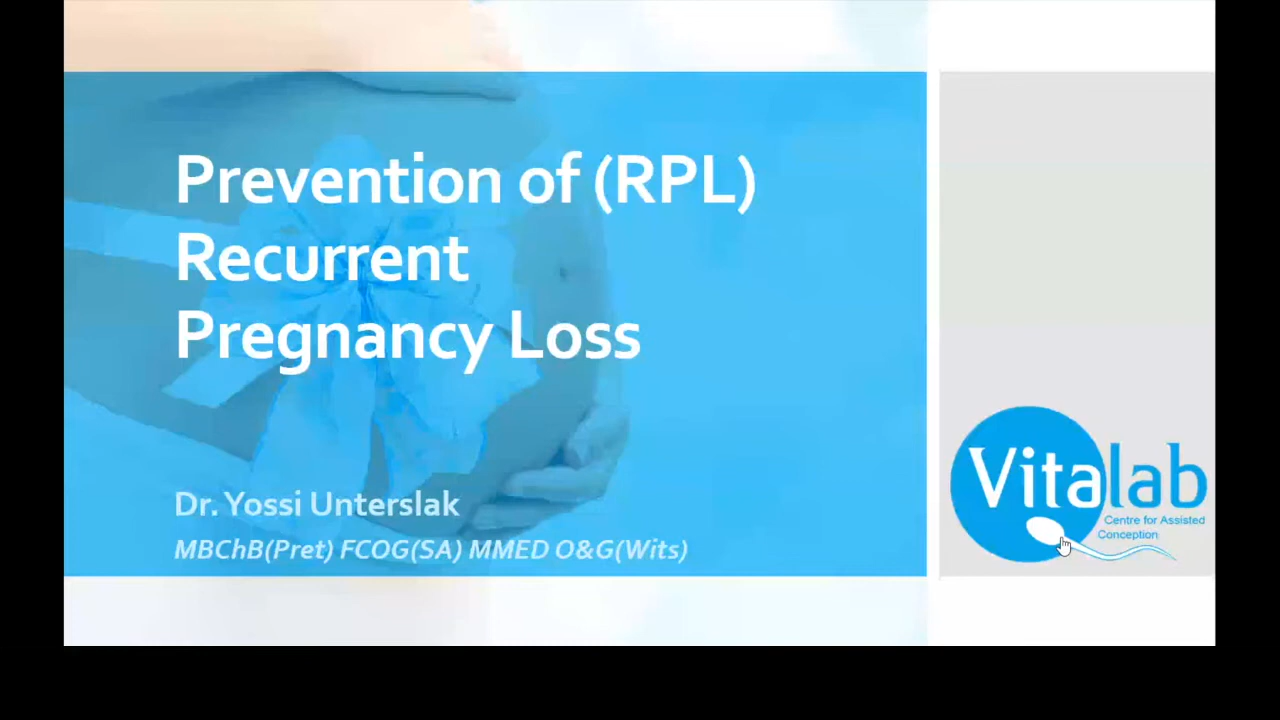 Prevention of (RPL)
Recurrent
Pregnancy Loss
Dr. Yossi Unterslak
MBChB(Pret) FCOG(SA) MMED O&G(Wits)
Vitalab
Centre for Assisted
Conception